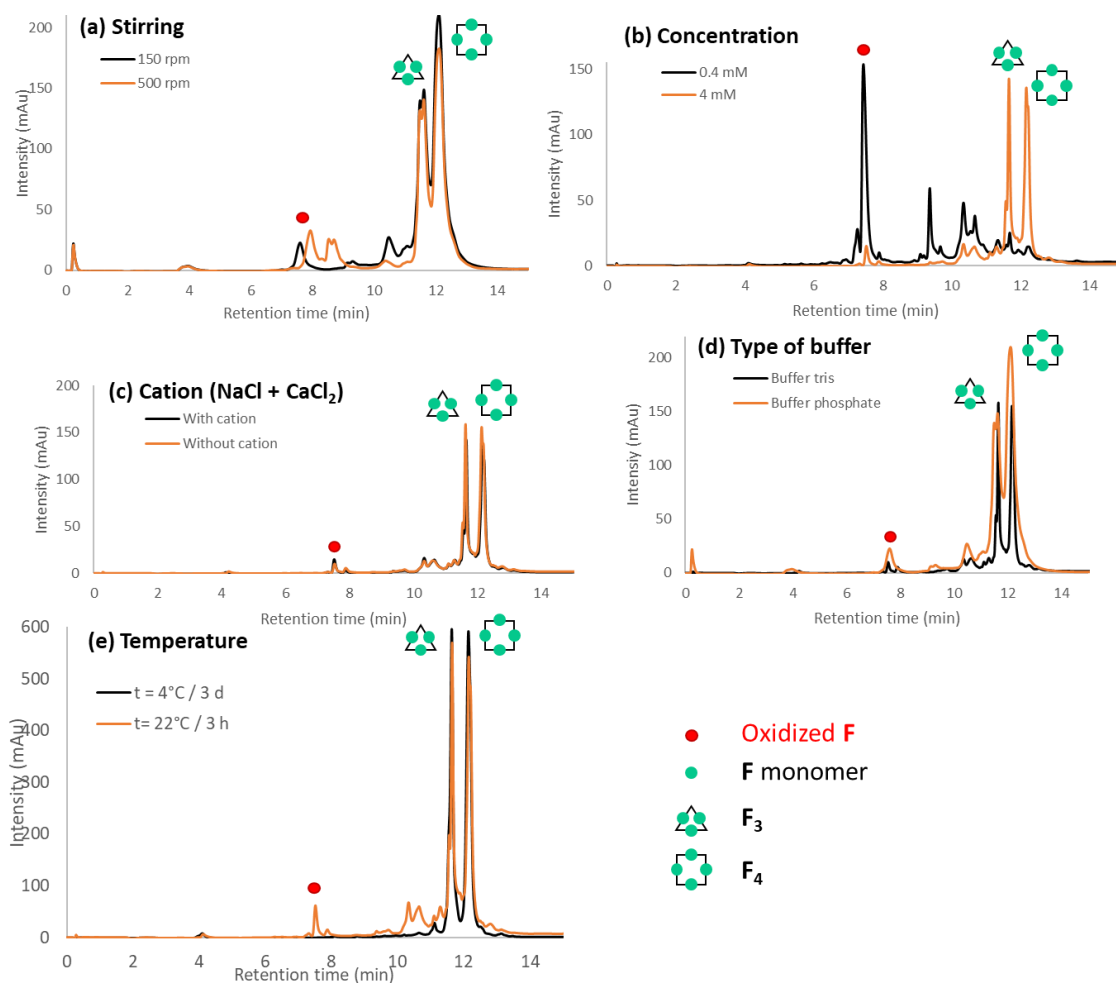 (a) Stirring
150 rpm
500 rpm
Intensity (mAu)
200
150
100
50
0
0 2 4 6 8 10 12 14
Retention time (min)
(b) Concentration
0.4 mM
4 mM
Intensity (mAu)
150
100
50
0
0 2 4 6 8 10 12 14
Retention time (min)
(c) Cation (NaCl + CaCl₂)
With cation
Without cation
Intensity (mAu)
200
150
100
50
0
0 2 4 6 8 10 12 14
Retention time (min)
(d) Type of buffer
Buffer tris
Buffer phosphate
Intensiy (mAu)
200
150
100
50
0
0 2 4 6 8 10 12 14
Retention time (min)
(e) Temperature
t = 4°C / 3 d
t= 22°C / 3 h
Intensity (mAu)
600
500
400
300
200
100
0
0 2 4 6 8 10 12 14
Retention time (min)
Oxidized F
F monomer
F₃
F₄